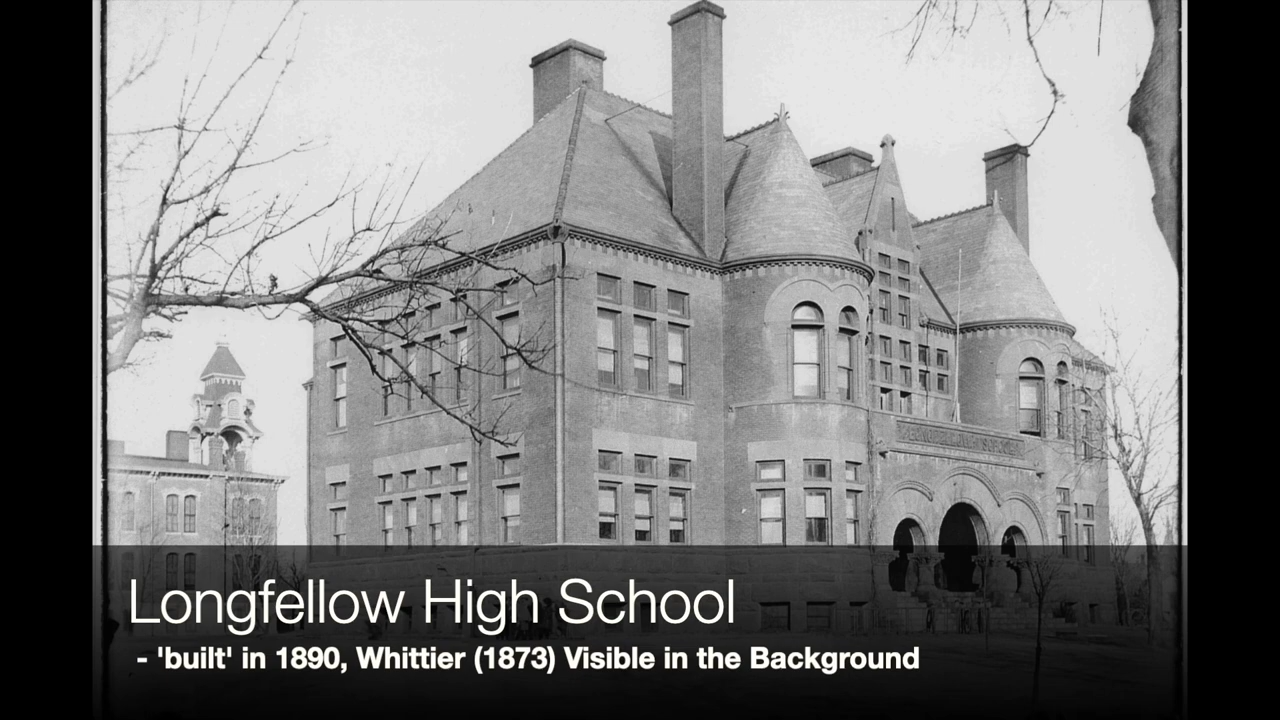 Longfellow High School
- 'built' in 1890, Whittier (1873) Visible in the Background